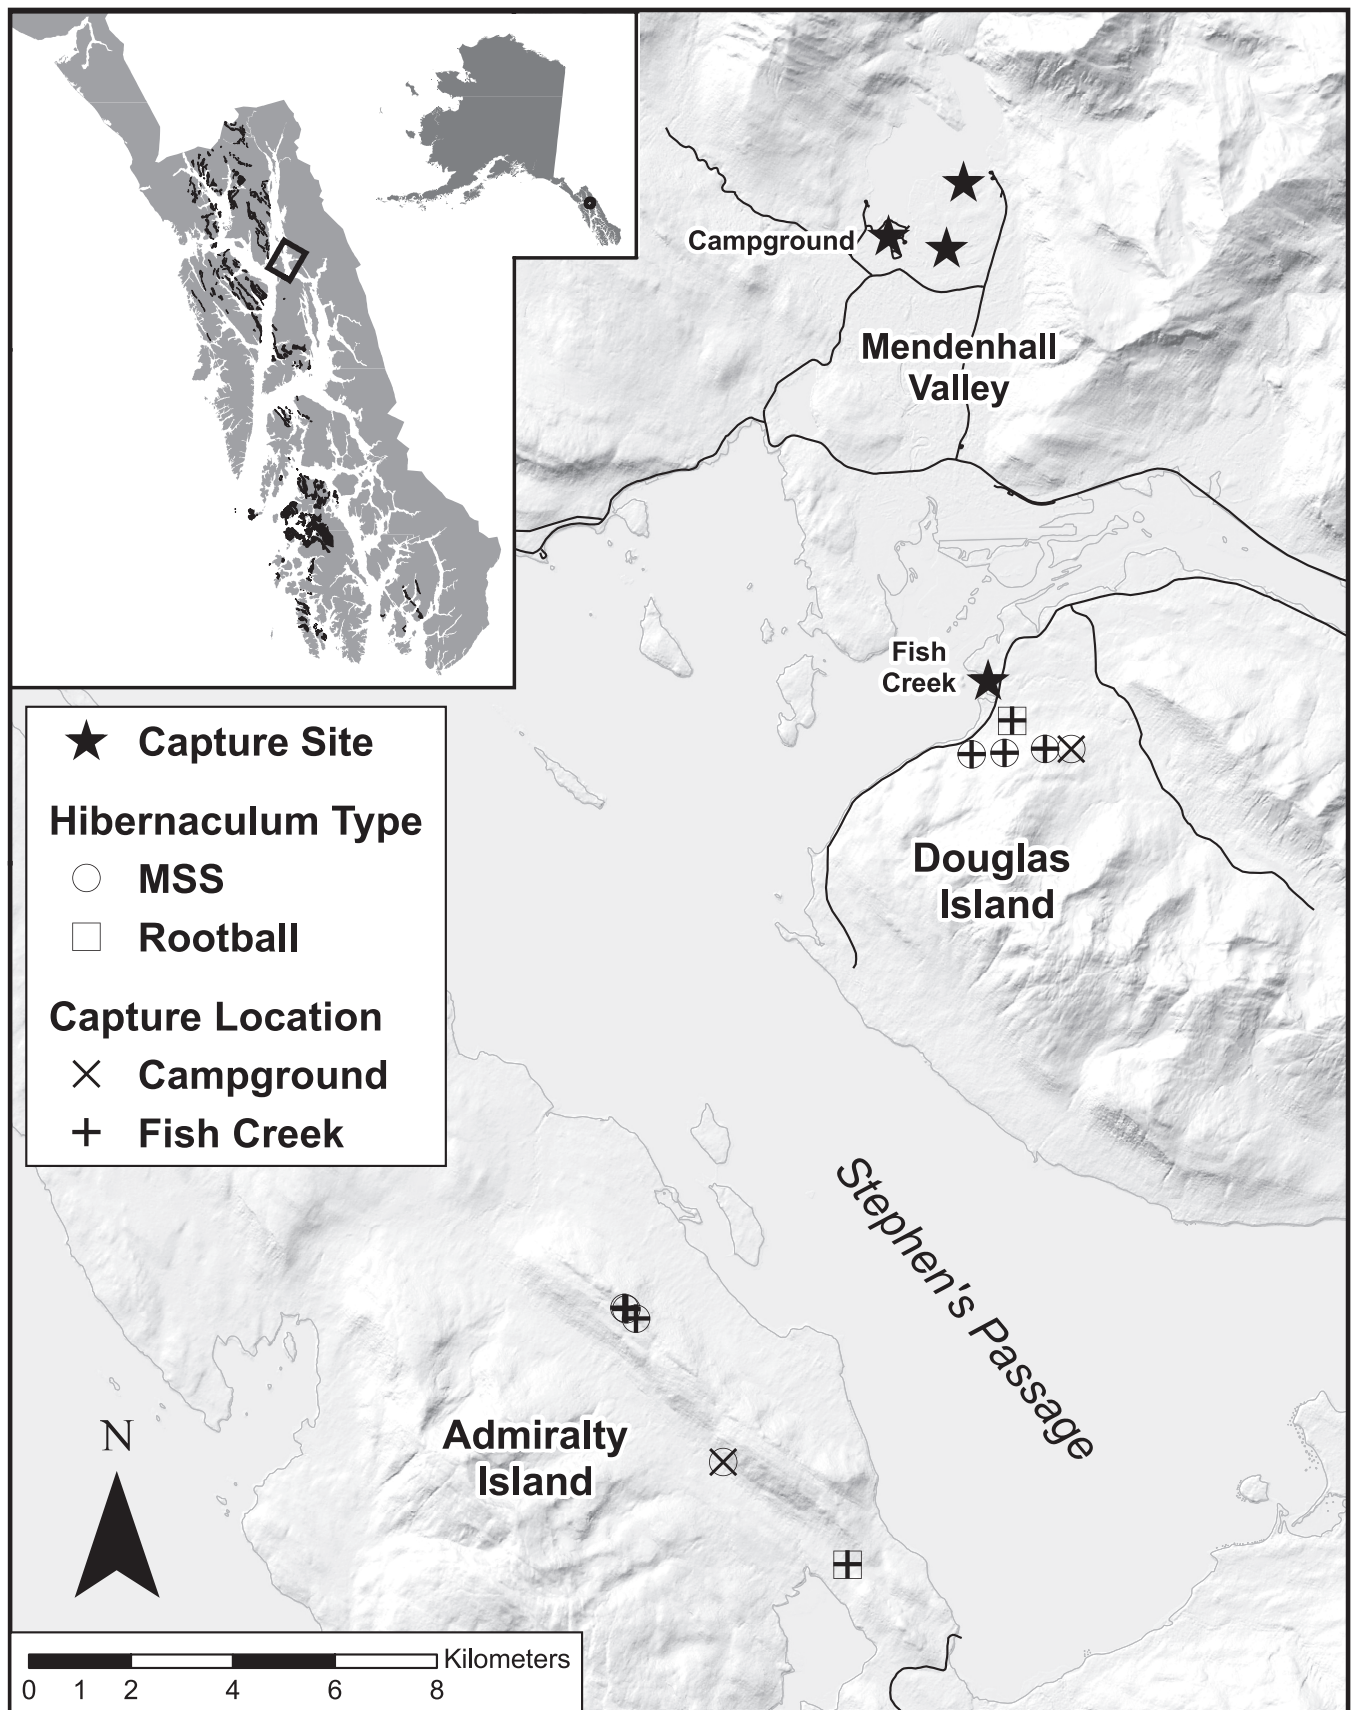 Campground
Mendenhall
Valley
Fish
Creek
Capture Site
Hibernaculum Type
MSS
Rootball
Capture Location
Campground
Fish Creek
Douglas
Island
Stephen's Passage
Admiralty
Island
N
Kilometers
0 1 2 4 6 8